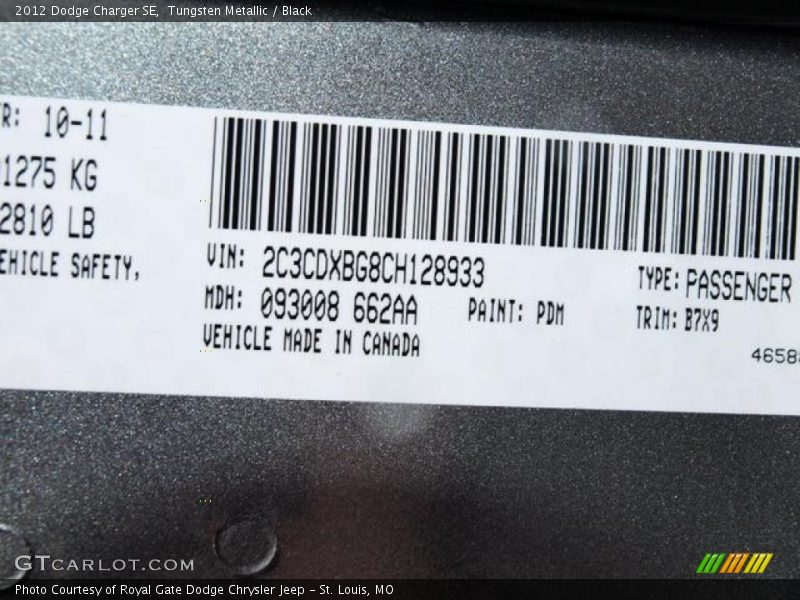 2012 Dodge Charger SE, Tungsten Metallic / Black
R: 10-11
1275 KG
2810 LB
EHICLE SAFETY,
VIN: 2C3CDXBG8CH128933
TYPE: PASSENGER
MDH: 093008 662AA
PAINT: PDM
TRIM: B7X9
VEHICLE MADE IN CANADA
4658
GTCARLOT.COM
Photo Courtesy of Royal Gate Dodge Chrysler Jeep - St. Louis, MO